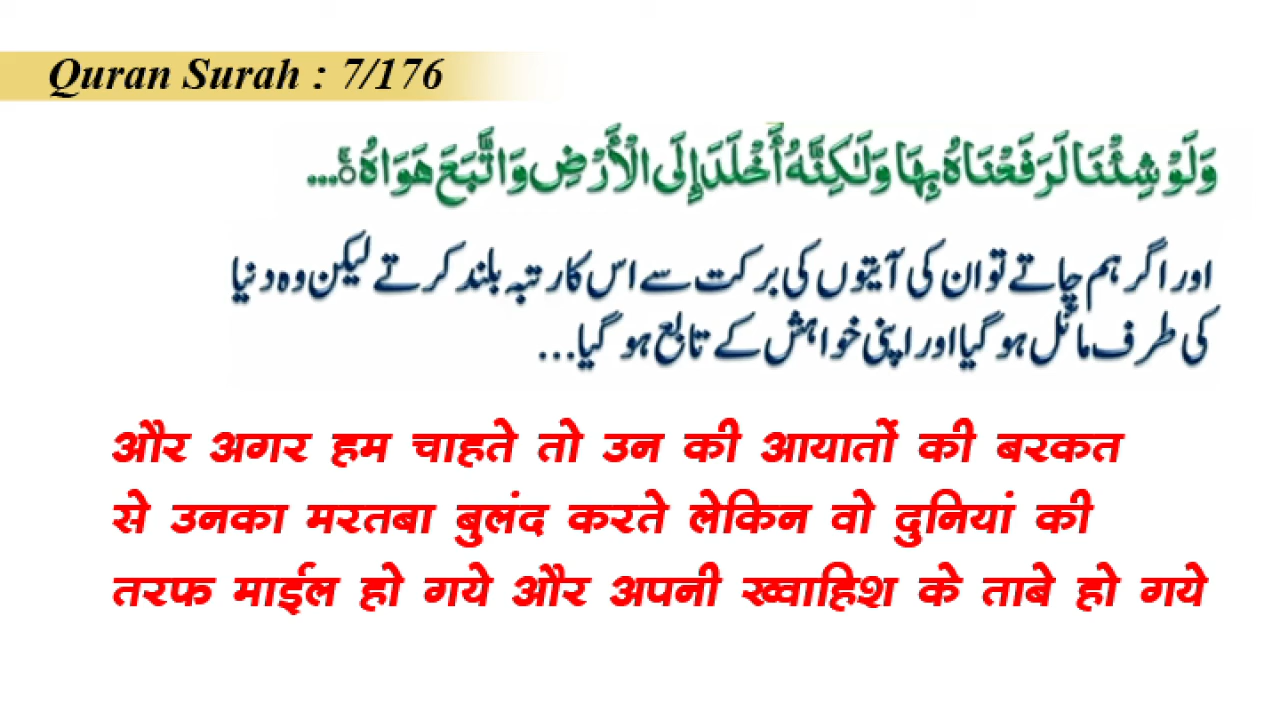 Quran Surah : 7/176
وَلَوْ شِئْنَا لَرَفَعْنَاهُ بِهَا وَلَٰكِنَّهُ أَخْلَدَ إِلَى الْأَرْضِ وَاتَّبَعَ هَوَاهُ ۚ...
اور اگر ہم چاہتے تو ان کی آیتوں کی برکت سے اس کا رتبہ بلند کرتے لیکن وہ دنیا
کی طرف مائل ہو گیا اور اپنی خواہش کے تابع ہو گیا...
और अगर हम चाहते तो उन की आयातों की बरकत
से उनका मरतबा बुलंद करते लेकिन वो दुनियां की
तरफ माईल हो गये और अपनी ख्वाहिश के ताबे हो गये